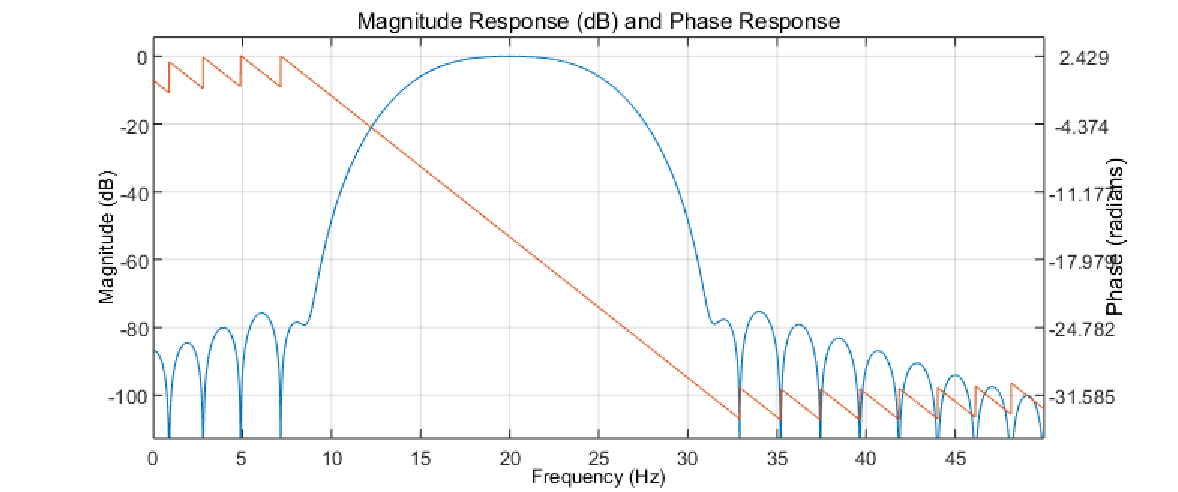 Magnitude Response (dB) and Phase Response
Magnitude (dB)
0
-20
-40
-60
-80
-100
2.429
-4.374
-11.177
-17.979
-24.782
-31.585
Phase (radians)
0 5 10 15 20 25 30 35 40 45
Frequency (Hz)